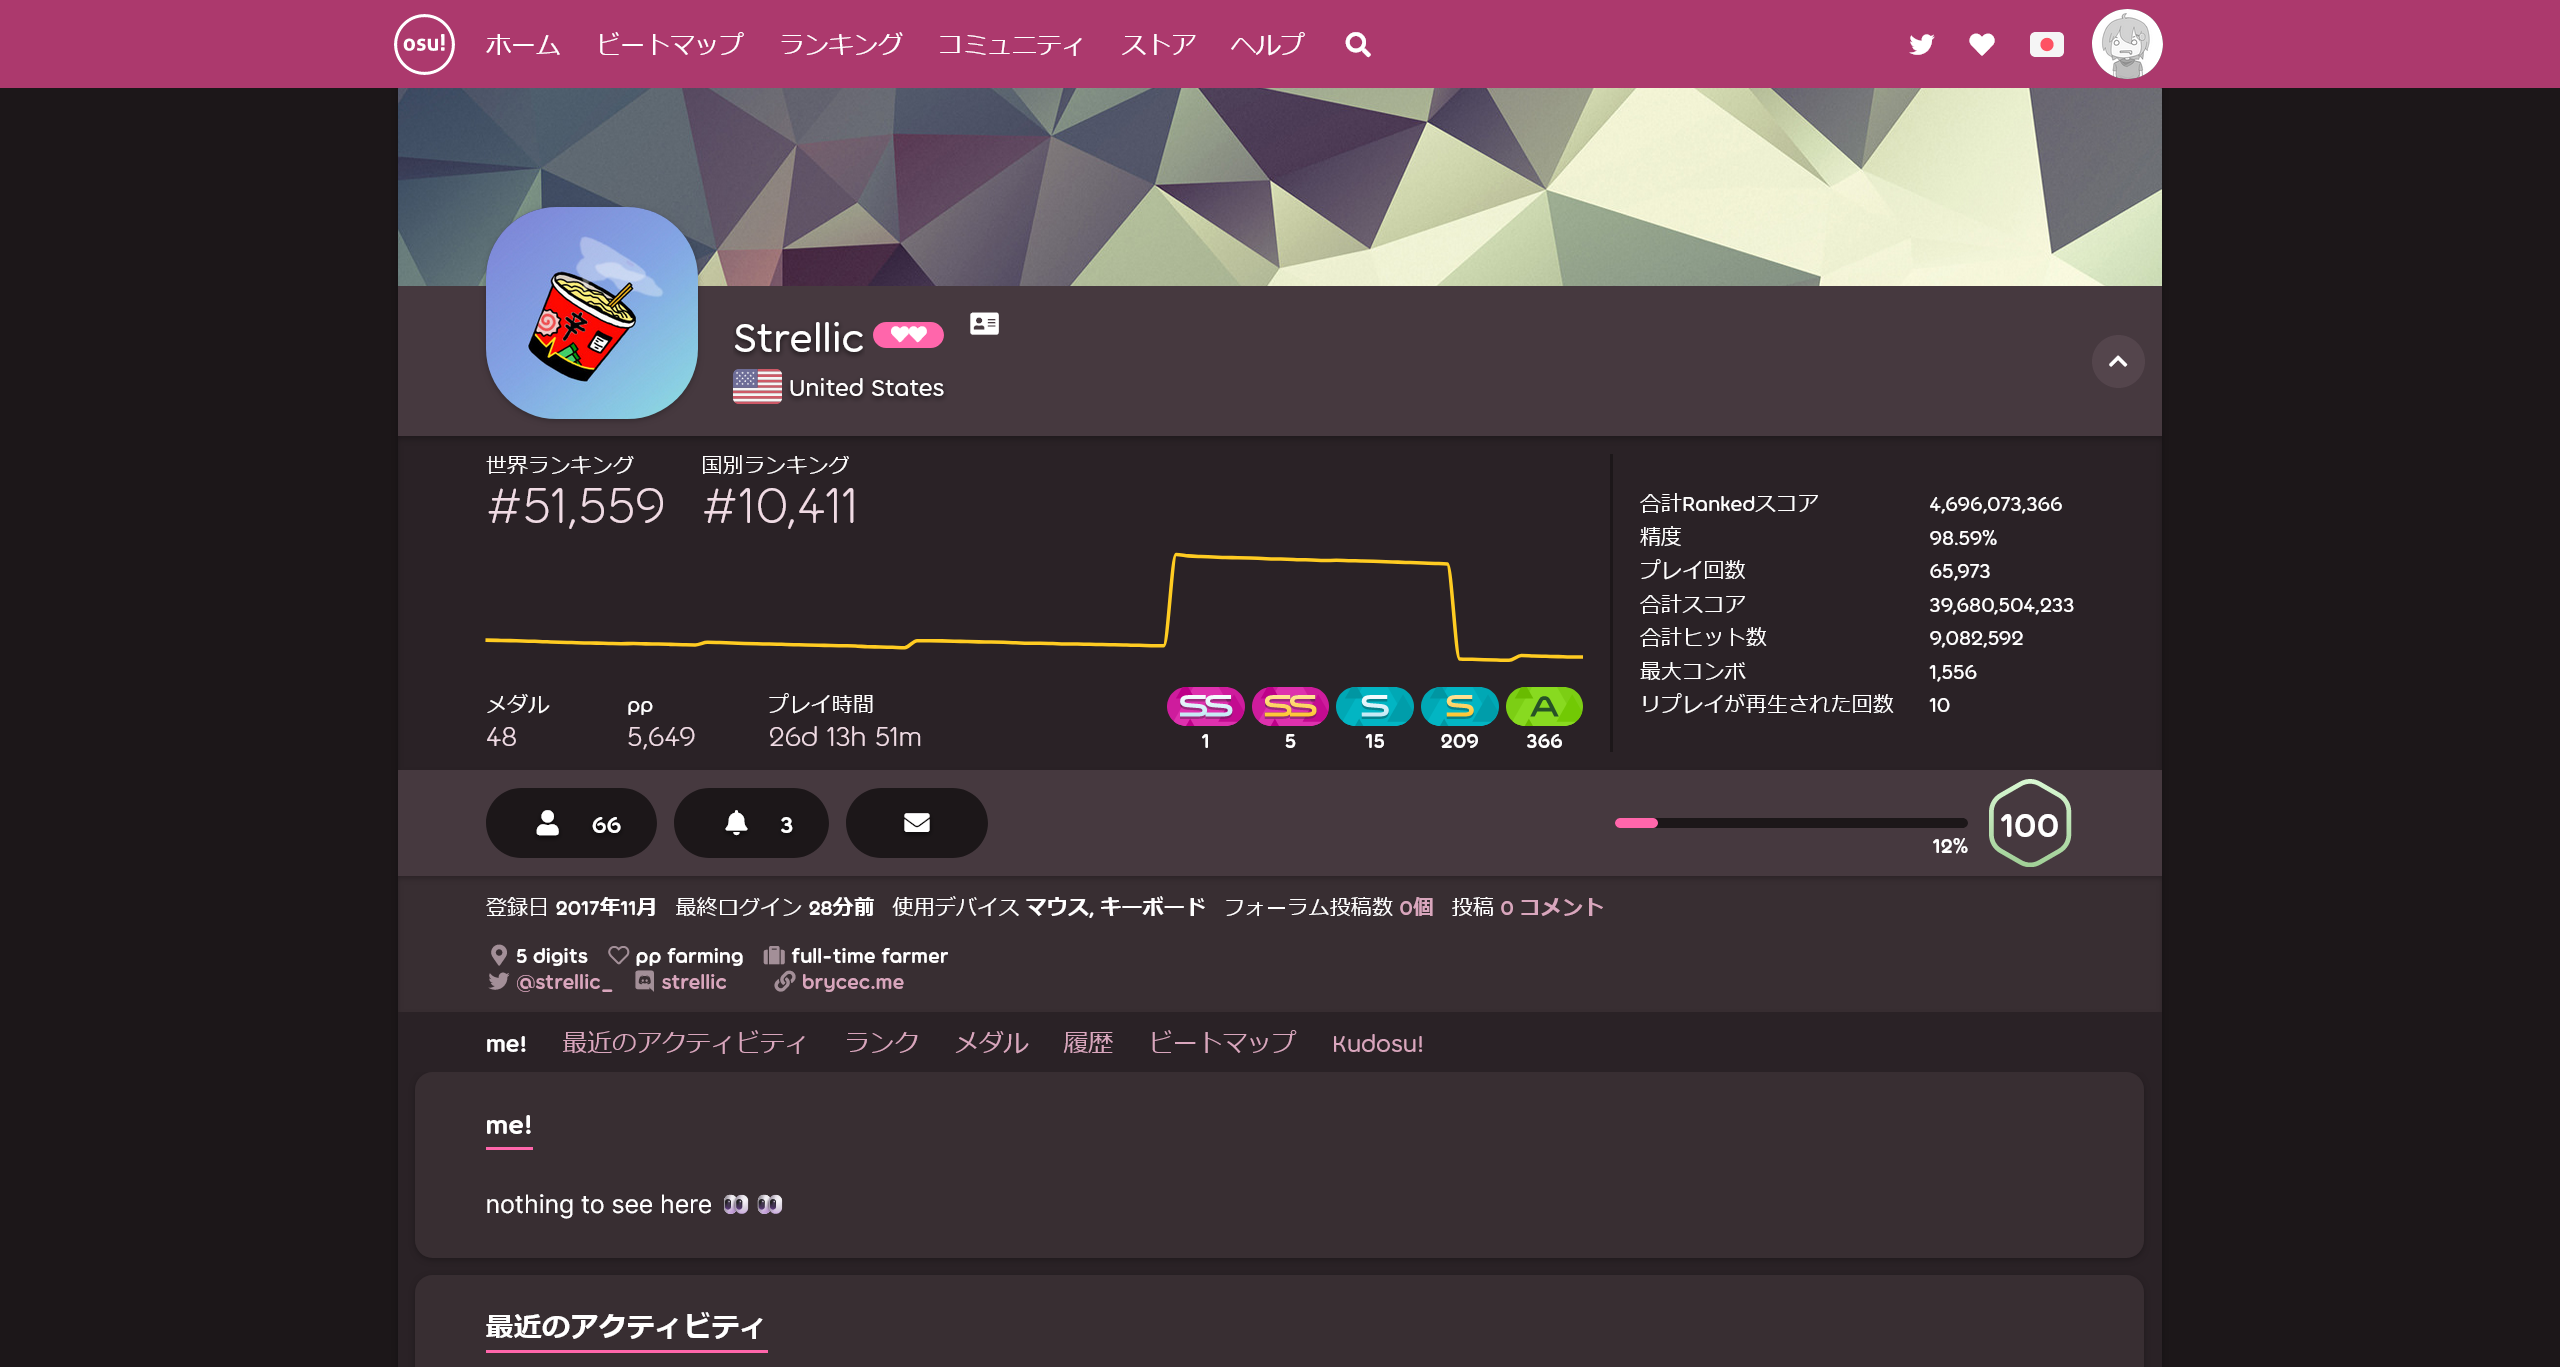 osu! ホーム ビートマップ ランキング コミュニティ ストア ヘルプ
Strellic
United States
世界ランキング 国別ランキング
#51,559 #10,411
メダル pp プレイ時間
48 5,649 26d 13h 51m
SS SS S S A
1 5 15 209 366
合計Rankedスコア 4,696,073,366
精度 98.59%
プレイ回数 65,973
合計スコア 39,680,504,233
合計ヒット数 9,082,592
最大コンボ 1,556
リプレイが再生された回数 10
66 3
12%
100
登録日 2017年11月 最終ログイン 28分前 使用デバイス マウス, キーボード フォーラム投稿数 0個 投稿 0 コメント
5 digits pp farming full-time farmer
@strellic_ strellic brycec.me
me! 最近のアクティビティ ランク メダル 履歴 ビートマップ Kudosu!
me!
nothing to see here 👀 👀
最近のアクティビティ